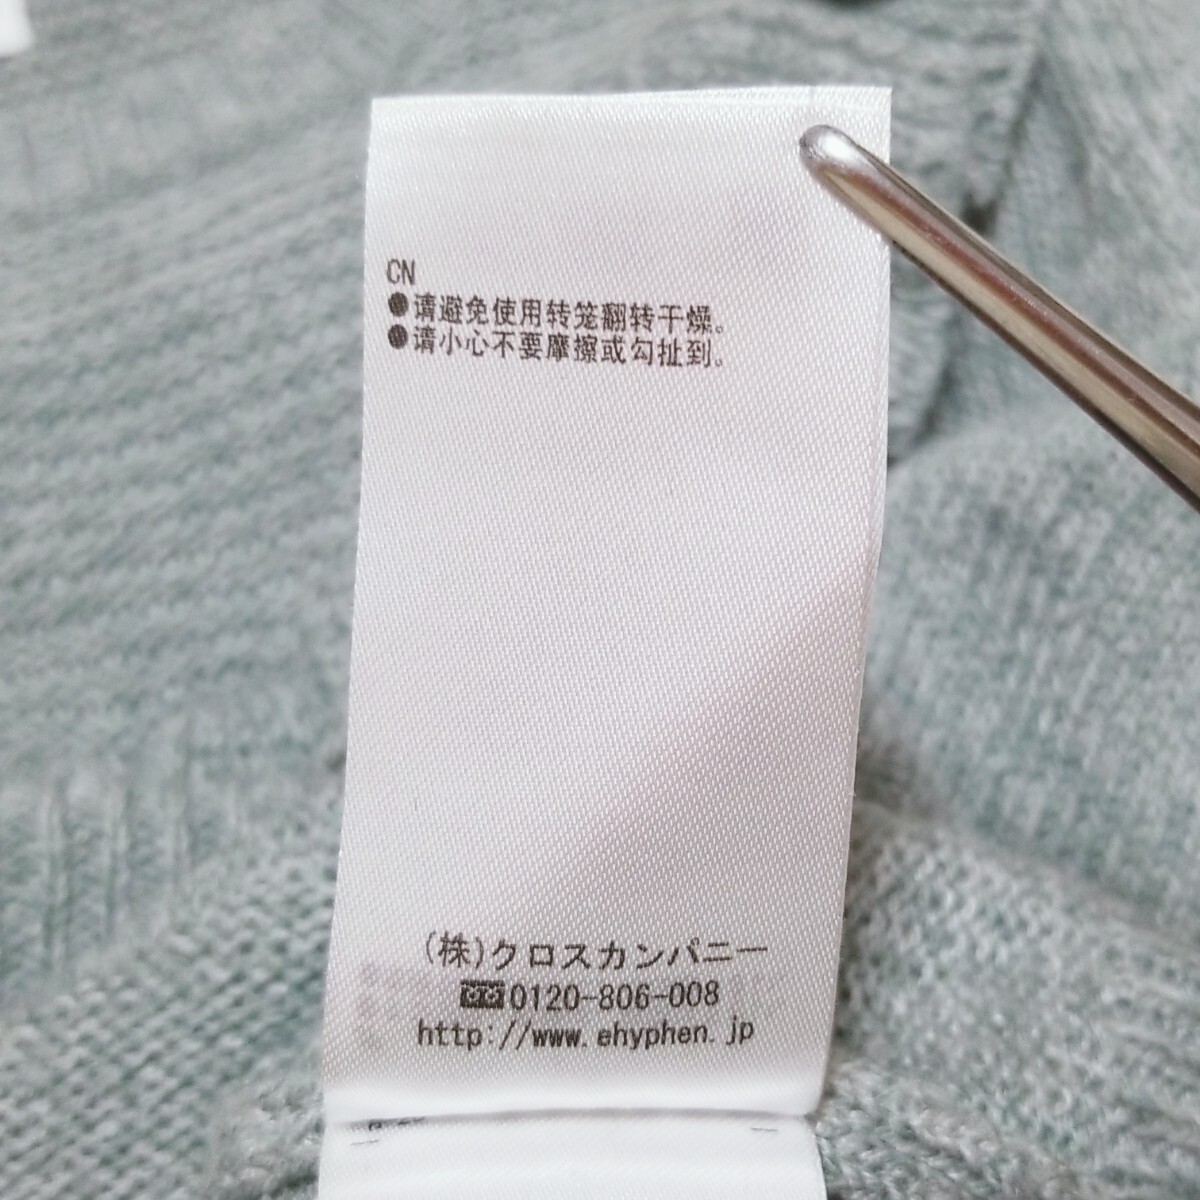 CN
●请避免使用转笼翻转干燥。
●请小心不要摩擦或勾扯到。
(株)クロスカンパニー
0120-806-008
http://www.ehyphen.jp